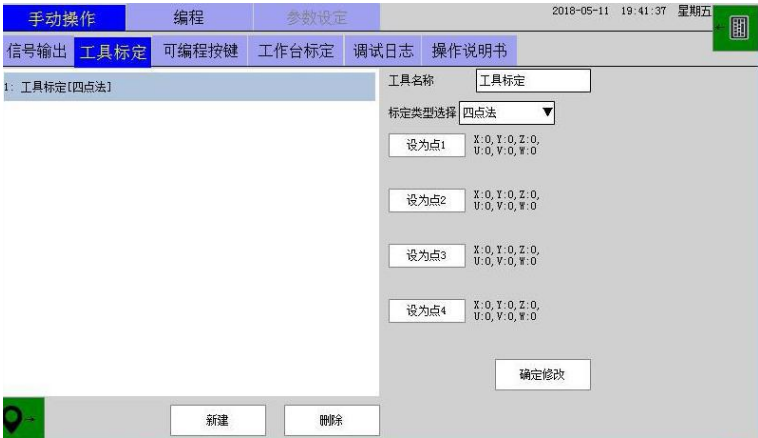 手动操作 编程 参数设定 2018-05-11 19:41:37 星期五
信号输出 工具标定 可编程按键 工作台标定 调试日志 操作说明书
1: 工具标定[四点法]
工具名称 工具标定
标定类型选择 四点法
设为点1 X:0, Y:0, Z:0,
U:0, V:0, W:0
设为点2 X:0, Y:0, Z:0,
U:0, V:0, W:0
设为点3 X:0, Y:0, Z:0,
U:0, V:0, W:0
设为点4 X:0, Y:0, Z:0,
U:0, V:0, W:0
确定修改
新建 删除